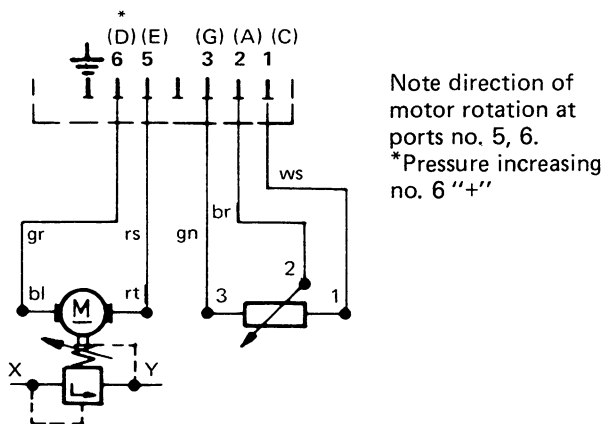 *
(D) (E) (G) (A) (C)
6 5 3 2 1
Note direction of
motor rotation at
ports no. 5, 6.
*Pressure increasing
no. 6 "+"
ws
br
gr rs gn
2
bl M rt 3 1
X Y